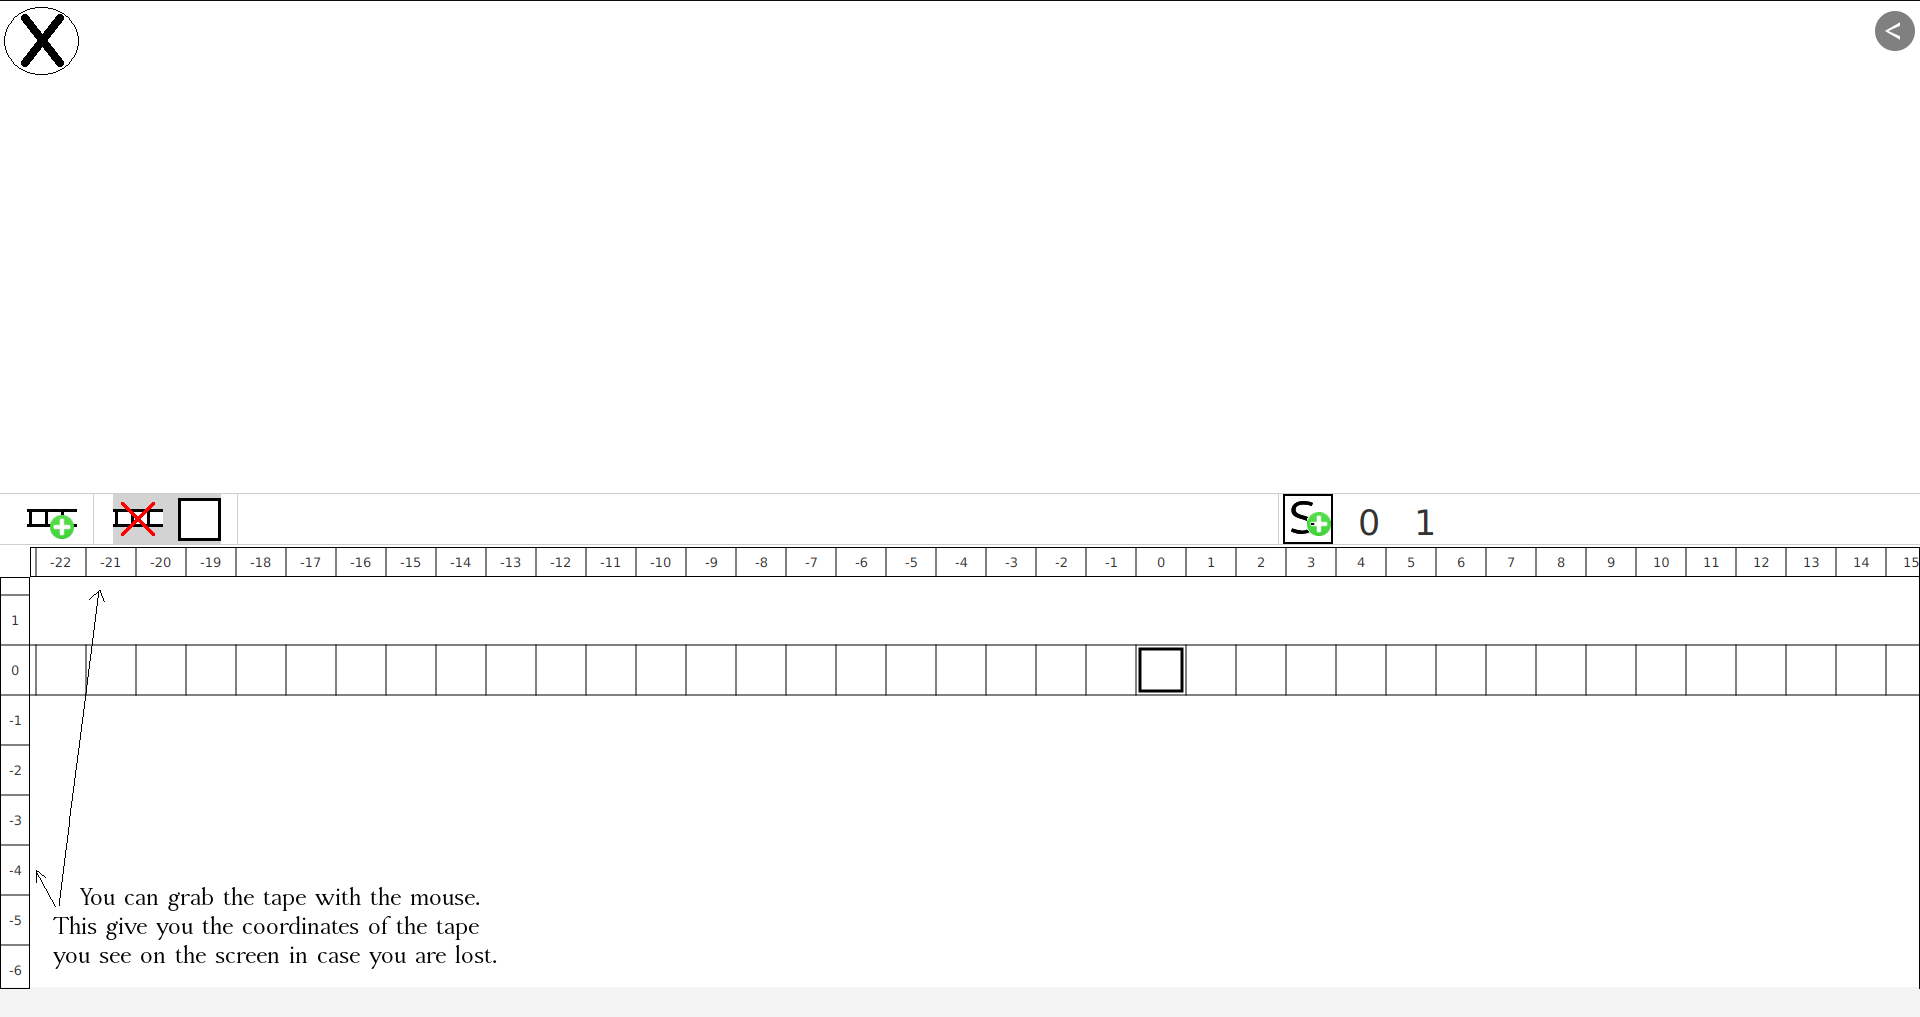 X
<
S 0 1
-22 -21 -20 -19 -18 -17 -16 -15 -14 -13 -12 -11 -10 -9 -8 -7 -6 -5 -4 -3 -2 -1 0 1 2 3 4 5 6 7 8 9 10 11 12 13 14 15
1
0
-1
-2
-3
-4
-5
-6
You can grab the tape with the mouse.
This give you the coordinates of the tape
you see on the screen in case you are lost.